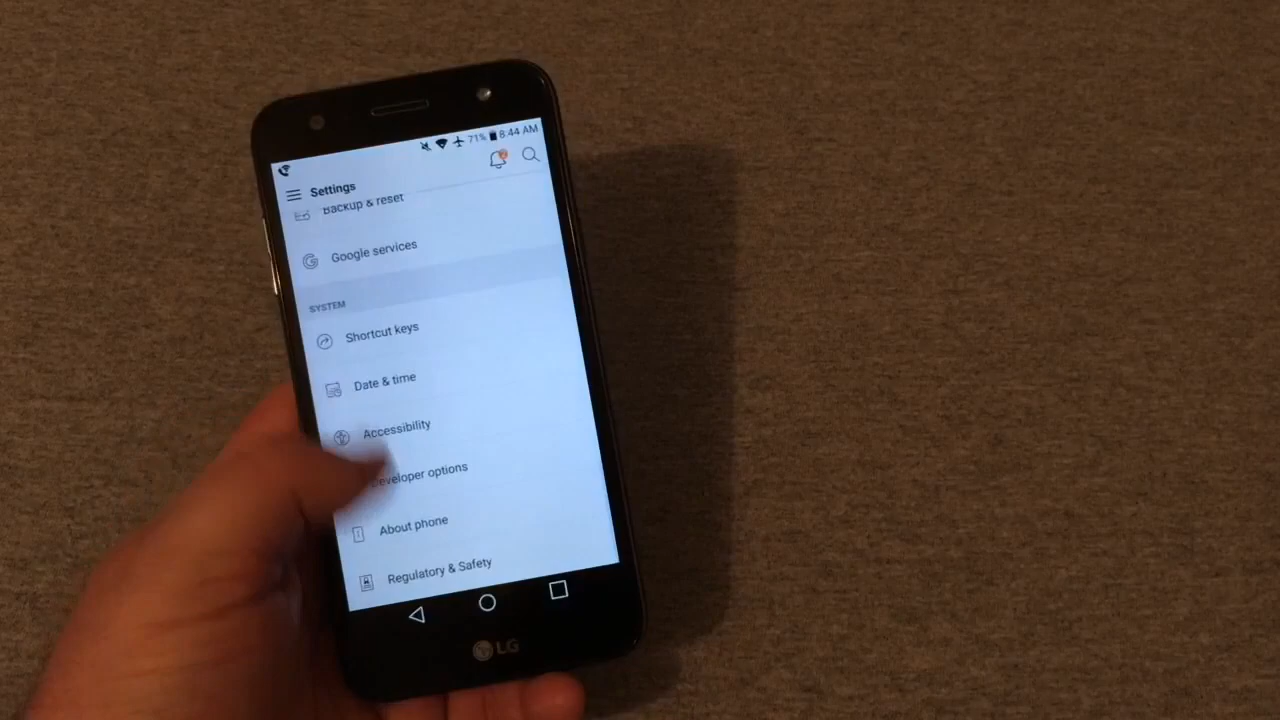 71% 8:44 AM
Settings
Backup & reset
Google services
SYSTEM
Shortcut keys
Date & time
Accessibility
Developer options
About phone
Regulatory & Safety
LG